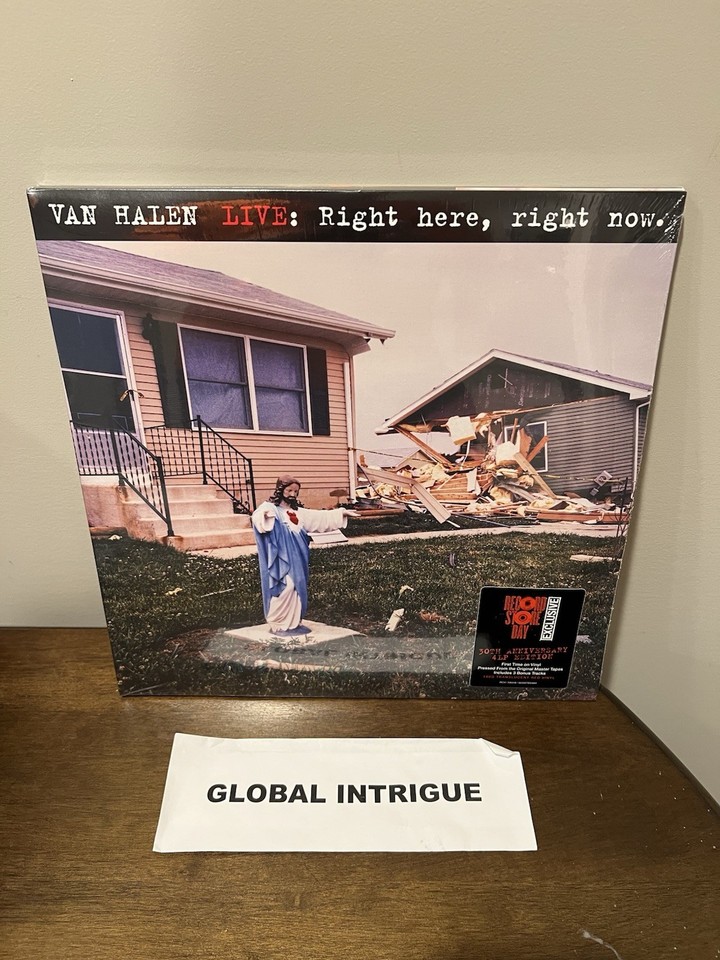 VAN HALEN LIVE: Right here, right now.
RECORD
STORE
DAY
EXCLUSIVE
30TH ANNIVERSARY
4LP EDITION
First Time on Vinyl
Pressed From the Original Master Tapes
Includes 3 Bonus Tracks
GLOBAL INTRIGUE